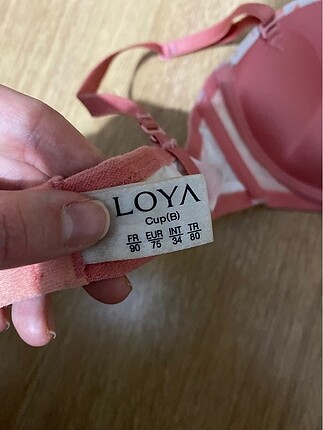 LOYA
Cup(B)
FR EUR INT TR
90 75 34 80